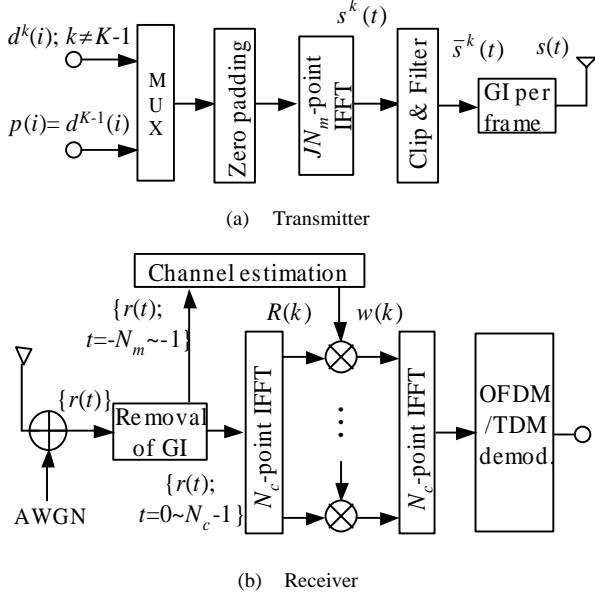 s^k(t)
d^k(i); k≠K-1
s̄^k(t)
s(t)
MUX
Zero padding
JN_m-point IFFT
Clip & Filter
GI per
frame
p(i)= d^{K-1}(i)
(a) Transmitter
Channel estimation
{r(t);
t=-N_m~-1}
R(k)
w(k)
{r(t)}
Removal
of GI
N_c-point IFFT
...
N_c-point IFFT
OFDM
/TDM
demod.
{r(t);
t=0~N_c-1}
AWGN
(b) Receiver